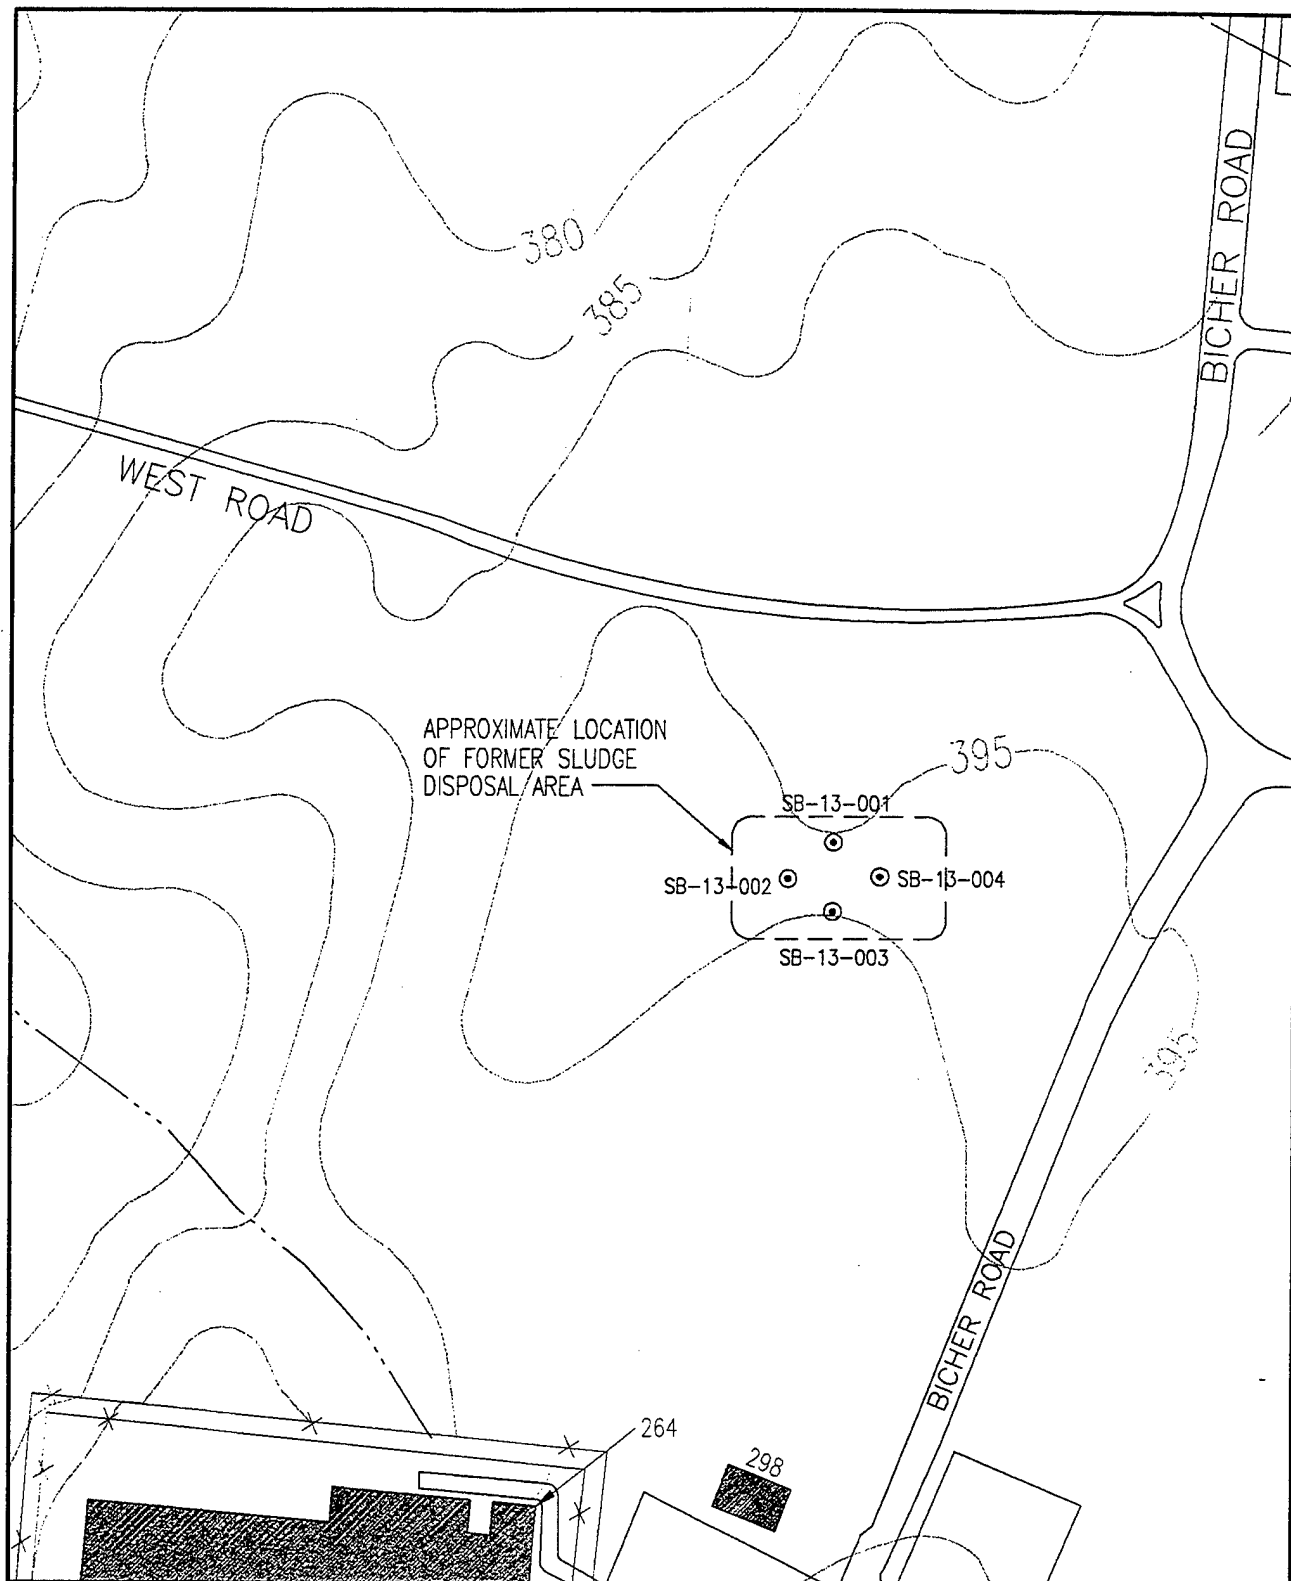 BICHER ROAD
380
385
WEST ROAD
APPROXIMATE LOCATION
OF FORMER SLUDGE
DISPOSAL AREA
395
SB-13-001
SB-13-002
SB-13-004
SB-13-003
395
BICHER ROAD
264
298